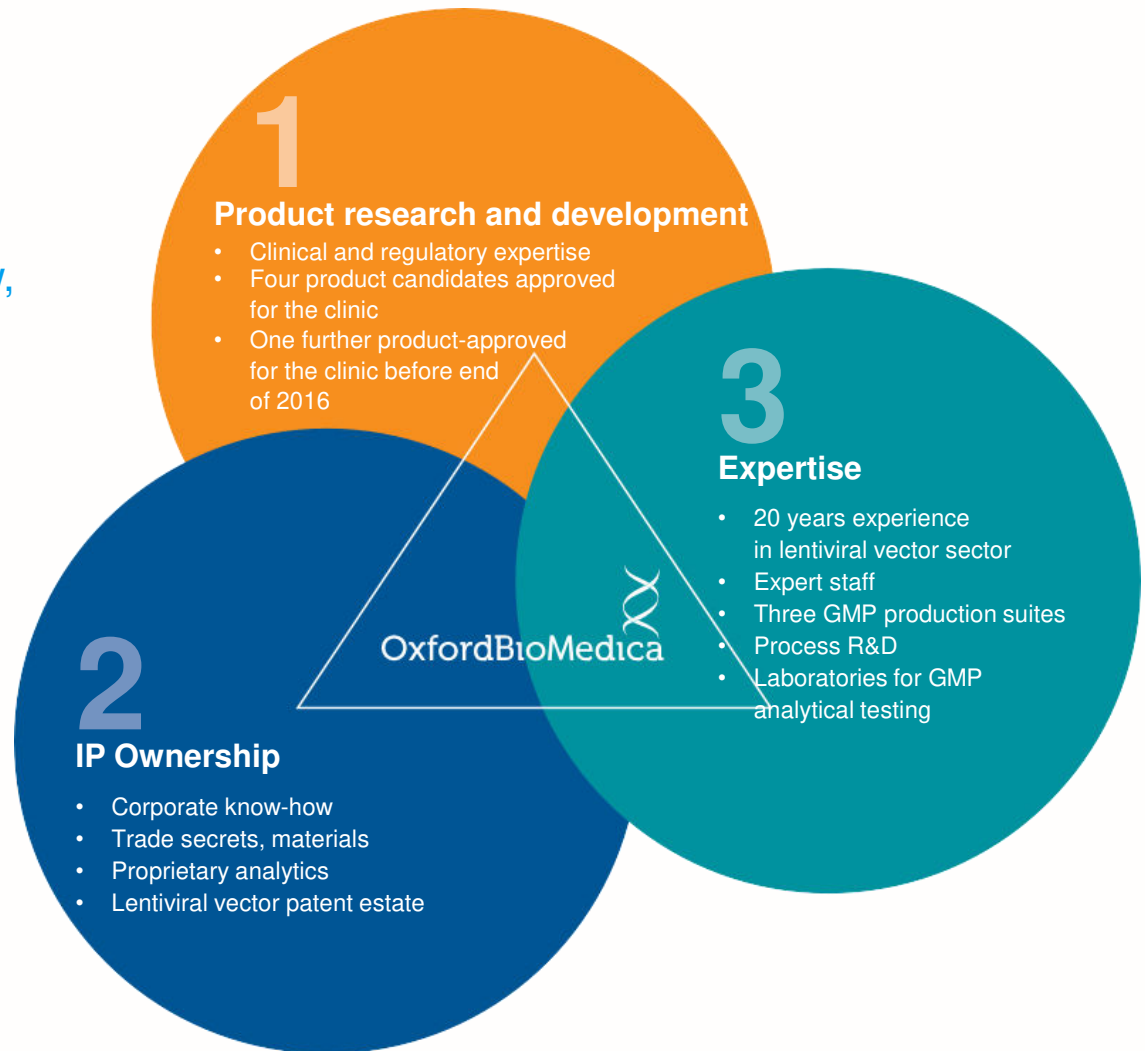 1
Product research and development
• Clinical and regulatory expertise
• Four product candidates approved
for the clinic
• One further product-approved
for the clinic before end
of 2016
3
Expertise
• 20 years experience
in lentiviral vector sector
• Expert staff
• Three GMP production suites
• Process R&D
• Laboratories for GMP
analytical testing
OxfordBioMedica
2
IP Ownership
• Corporate know-how
• Trade secrets, materials
• Proprietary analytics
• Lentiviral vector patent estate